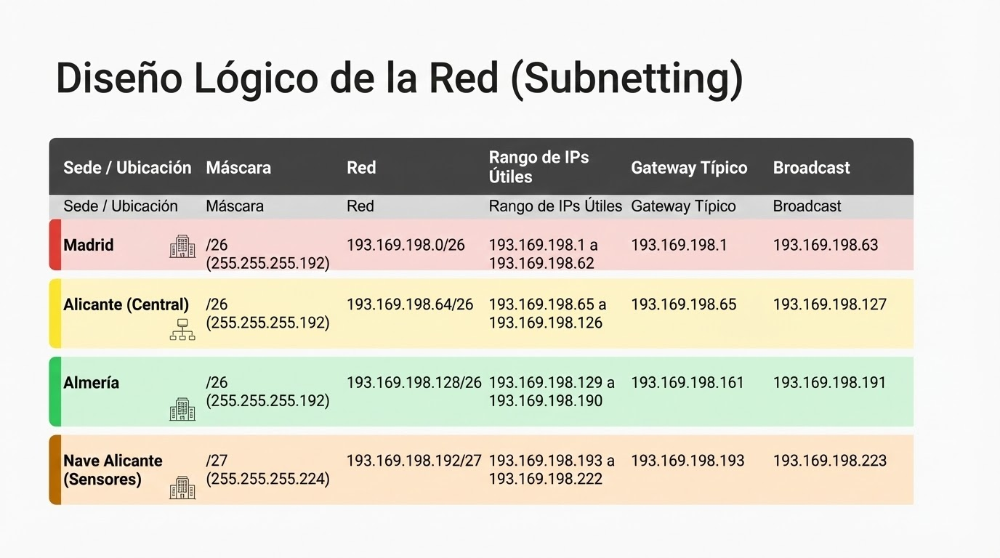 Diseño Lógico de la Red (Subnetting)
Sede / Ubicación Máscara Red Rango de IPs Útiles Gateway Típico Broadcast
Sede / Ubicación Máscara Red Rango de IPs Útiles Gateway Típico Broadcast
Madrid /26 193.169.198.0/26 193.169.198.1 a 193.169.198.1 193.169.198.63
(255.255.255.192) 193.169.198.62
Alicante (Central) /26 193.169.198.64/26 193.169.198.65 a 193.169.198.65 193.169.198.127
(255.255.255.192) 193.169.198.126
Almería /26 193.169.198.128/26 193.169.198.129 a 193.169.198.161 193.169.198.191
(255.255.255.192) 193.169.198.190
Nave Alicante /27 193.169.198.192/27 193.169.198.193 a 193.169.198.193 193.169.198.223
(Sensores) (255.255.255.224) 193.169.198.222